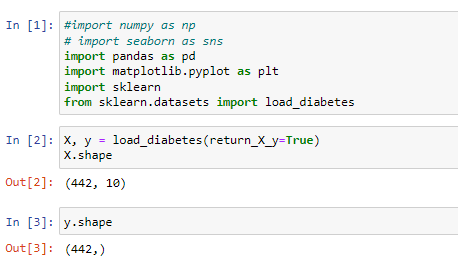 In [1]: #import numpy as np
# import seaborn as sns
import pandas as pd
import matplotlib.pyplot as plt
import sklearn
from sklearn.datasets import load_diabetes
In [2]: X, y = load_diabetes(return_X_y=True)
X.shape
Out[2]: (442, 10)
In [3]: y.shape
Out[3]: (442,)